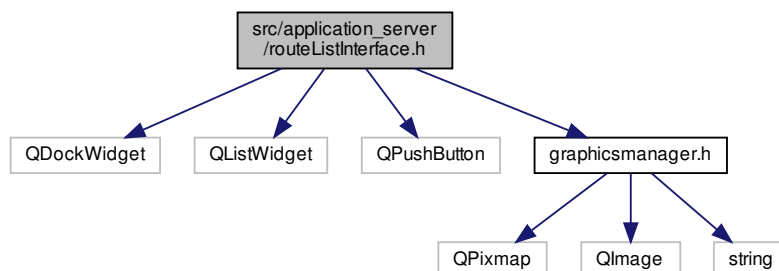 src/application_server
/routeListInterface.h
QDockWidget
QListWidget
QPushButton
graphicsmanager.h
QPixmap
QImage
string